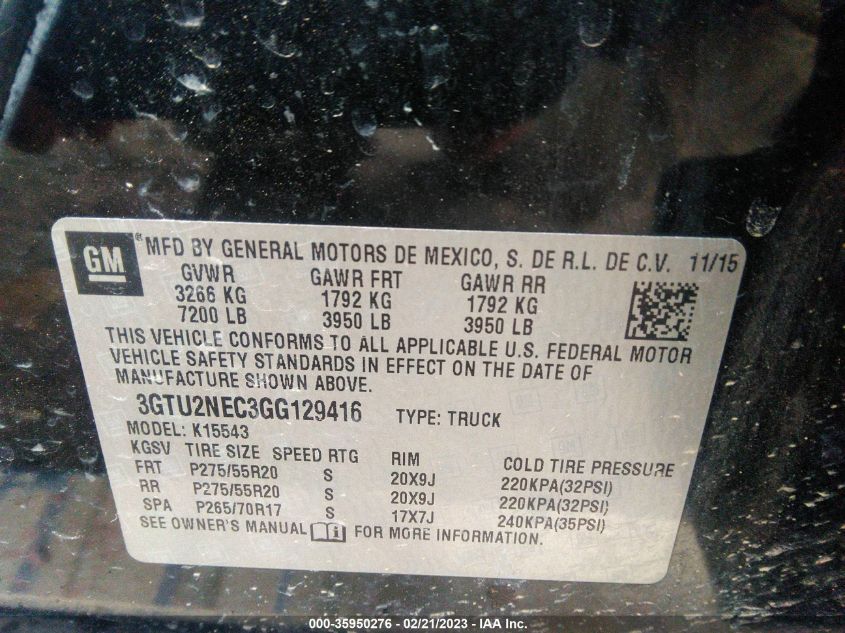 GM ® MFD BY GENERAL MOTORS DE MEXICO, S. DE R.L. DE C.V. 11/15
GVWR GAWR FRT GAWR RR
3266 KG 1792 KG 1792 KG
7200 LB 3950 LB 3950 LB
THIS VEHICLE CONFORMS TO ALL APPLICABLE U.S. FEDERAL MOTOR
VEHICLE SAFETY STANDARDS IN EFFECT ON THE DATE OF
MANUFACTURE SHOWN ABOVE.
3GTU2NEC3GG129416 TYPE: TRUCK
MODEL: K15543
KGSV TIRE SIZE SPEED RTG RIM COLD TIRE PRESSURE
FRT P275/55R20 S 20X9J 220KPA(32PSI)
RR P275/55R20 S 20X9J 220KPA(32PSI)
SPA P265/70R17 S 17X7J 240KPA(35PSI)
SEE OWNER'S MANUAL FOR MORE INFORMATION.
000-35950276 - 02/21/2023 - IAA Inc.